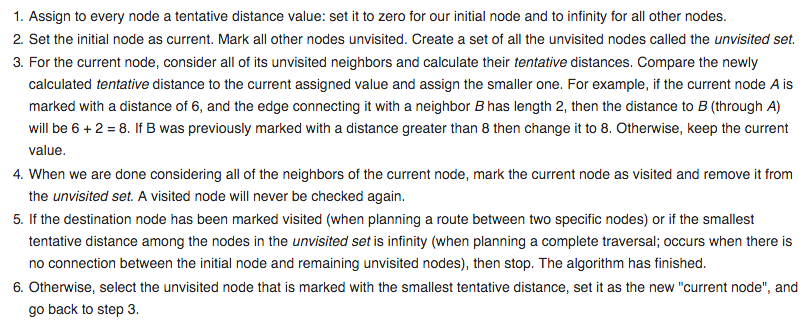 1. Assign to every node a tentative distance value: set it to zero for our initial node and to infinity for all other nodes.
2. Set the initial node as current. Mark all other nodes unvisited. Create a set of all the unvisited nodes called the unvisited set.
3. For the current node, consider all of its unvisited neighbors and calculate their tentative distances. Compare the newly
calculated tentative distance to the current assigned value and assign the smaller one. For example, if the current node A is
marked with a distance of 6, and the edge connecting it with a neighbor B has length 2, then the distance to B (through A)
will be 6 + 2 = 8. If B was previously marked with a distance greater than 8 then change it to 8. Otherwise, keep the current
value.
4. When we are done considering all of the neighbors of the current node, mark the current node as visited and remove it from
the unvisited set. A visited node will never be checked again.
5. If the destination node has been marked visited (when planning a route between two specific nodes) or if the smallest
tentative distance among the nodes in the unvisited set is infinity (when planning a complete traversal; occurs when there is
no connection between the initial node and remaining unvisited nodes), then stop. The algorithm has finished.
6. Otherwise, select the unvisited node that is marked with the smallest tentative distance, set it as the new "current node", and
go back to step 3.